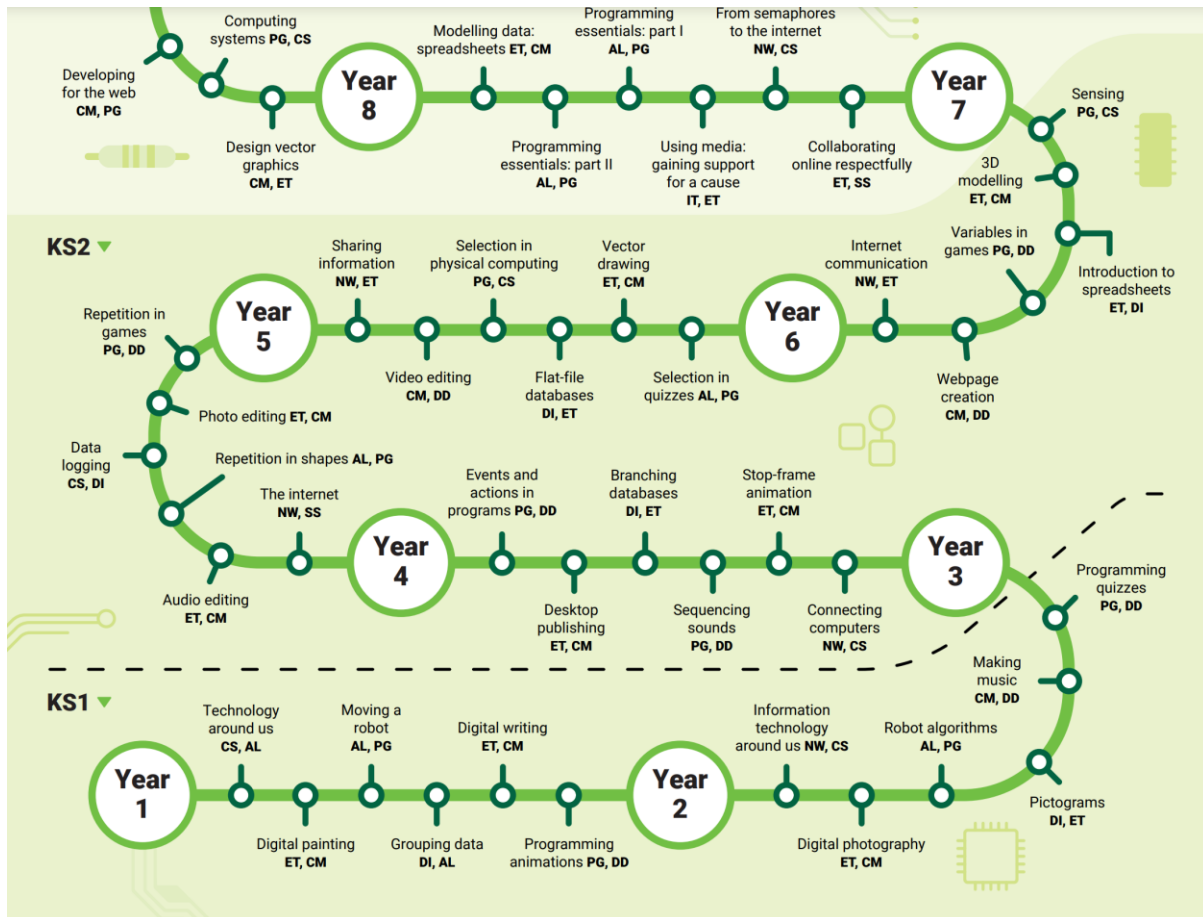 Computing
systems PG, CS
Developing
for the web
CM, PG
Design vector
graphics
CM, ET
Year
8
Modelling data:
spreadsheets ET, CM
Programming
essentials: part II
AL, PG
Programming
essentials: part I
AL, PG
Using media:
gaining support
for a cause
IT, ET
From semaphores
to the internet
NW, CS
Collaborating
online respectfully
ET, SS
Year
7
Sensing
PG, CS
3D
modelling
ET, CM
Introduction to
spreadsheets
ET, DI
Variables in
games PG, DD
KS2
Repetition in
games
PG, DD
Year
5
Sharing
information
NW, ET
Video editing
CM, DD
Selection in
physical computing
PG, CS
Flat-file
databases
DI, ET
Vector
drawing
ET, CM
Selection in
quizzes AL, PG
Year
6
Internet
communication
NW, ET
Webpage
creation
CM, DD
Photo editing ET, CM
Data
logging
CS, DI
Repetition in shapes AL, PG
Audio editing
ET, CM
The internet
NW, SS
Year
4
Events and
actions in
programs PG, DD
Desktop
publishing
ET, CM
Branching
databases
DI, ET
Sequencing
sounds
PG, DD
Stop-frame
animation
ET, CM
Connecting
computers
NW, CS
Year
3
Programming
quizzes
PG, DD
Making
music
CM, DD
Pictograms
DI, ET
KS1
Year
1
Technology
around us
CS, AL
Digital painting
ET, CM
Moving a
robot
AL, PG
Grouping data
DI, AL
Digital writing
ET, CM
Programming
animations PG, DD
Year
2
Information
technology
around us NW, CS
Digital photography
ET, CM
Robot algorithms
AL, PG